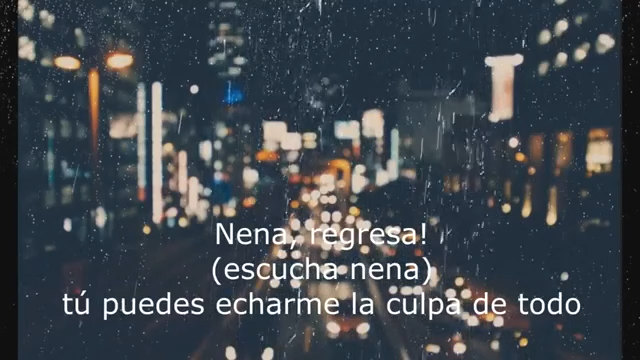 Nena, regresa!
(escucha nena)
tú puedes echarme la culpa de todo